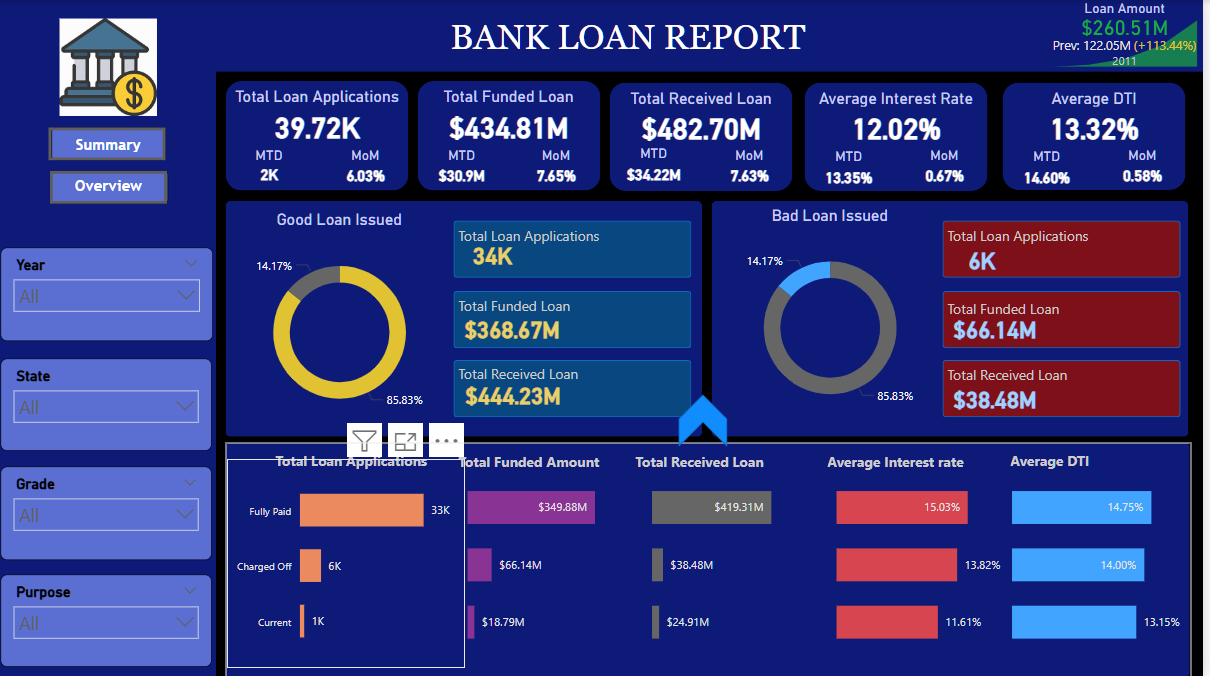 BANK LOAN REPORT
Loan Amount
$260.51M
Prev: 122.05M (+113.44%)
2011
Summary
Overview
Year
All
State
All
Grade
All
Purpose
All
Total Loan Applications
39.72K
MTD MoM
2K 6.03%
Total Funded Loan
$434.81M
MTD MoM
$30.9M 7.65%
Total Received Loan
$482.70M
MTD MoM
$34.22M 7.63%
Average Interest Rate
12.02%
MTD MoM
13.35% 0.67%
Average DTI
13.32%
MTD MoM
14.60% 0.58%
Good Loan Issued
14.17%
85.83%
Total Loan Applications
34K
Total Funded Loan
$368.67M
Total Received Loan
$444.23M
Bad Loan Issued
14.17%
85.83%
Total Loan Applications
6K
Total Funded Loan
$66.14M
Total Received Loan
$38.48M
Total Loan Applications Total Funded Amount Total Received Loan Average Interest rate Average DTI
Fully Paid 33K $349.88M $419.31M 15.03% 14.75%
Charged Off 6K $66.14M $38.48M 13.82% 14.00%
Current 1K $18.79M $24.91M 11.61% 13.15%